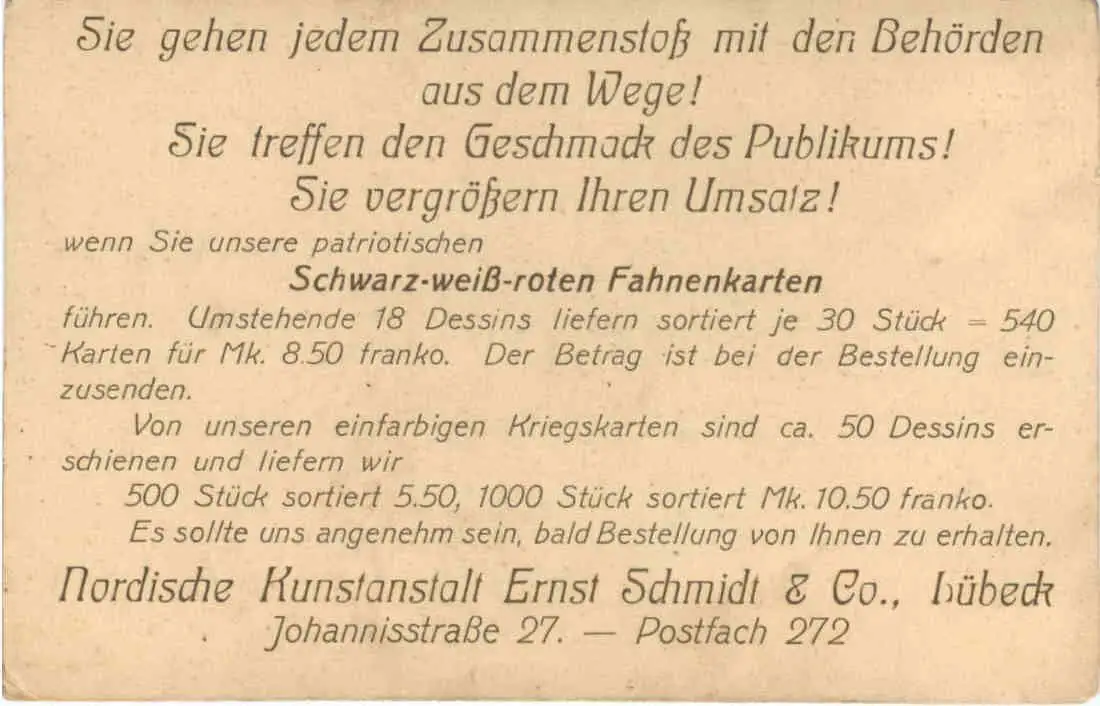 Sie gehen jedem Zusammenstoß mit den Behörden
aus dem Wege!
Sie treffen den Geschmack des Publikums!
Sie vergrößern Ihren Umsatz!
wenn Sie unsere patriotischen
Schwarz-weiß-roten Fahnenkarten
führen. Umstehende 18 Dessins liefern sortiert je 30 Stück = 540
Karten für Mk. 8.50 franko. Der Betrag ist bei der Bestellung ein-
zusenden.
Von unseren einfarbigen Kriegskarten sind ca. 50 Dessins er-
schienen und liefern wir
500 Stück sortiert 5.50, 1000 Stück sortiert Mk. 10.50 franko.
Es sollte uns angenehm sein, bald Bestellung von Ihnen zu erhalten.
Nordische Kunstanstalt Ernst Schmidt & Co., Lübeck
Johannisstraße 27. — Postfach 272